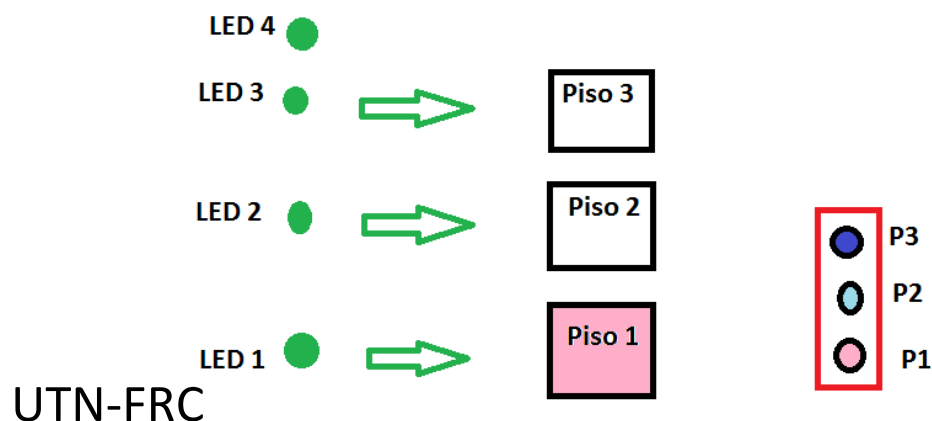 LED 4
LED 3
Piso 3
LED 2
Piso 2
P3
P2
LED 1
Piso 1
P1
UTN-FRC